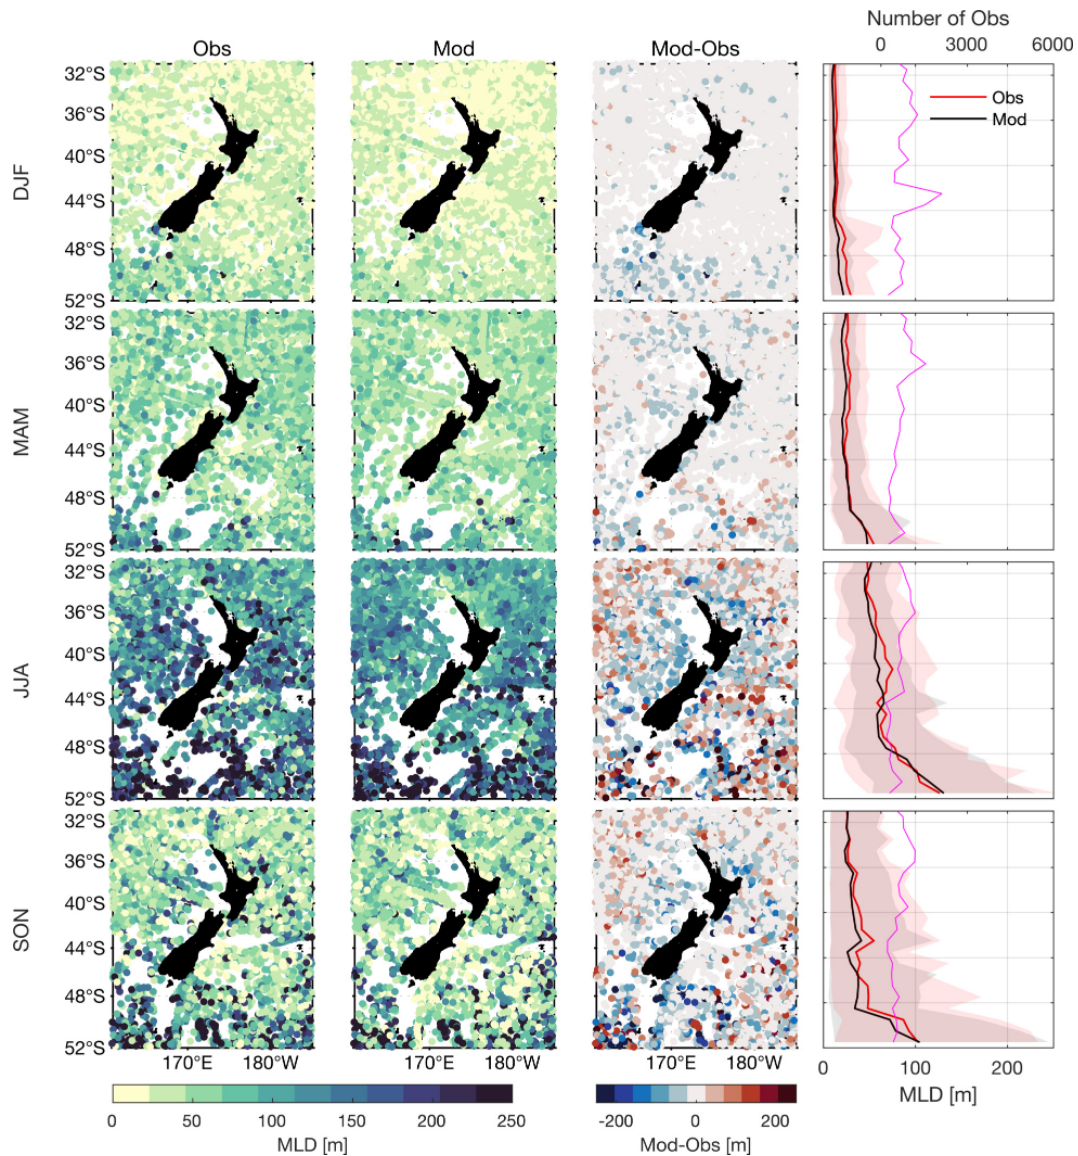 Number of Obs
Obs Mod Mod-Obs 0 3000 6000
DJF
32°S
36°S
40°S
44°S
48°S
52°S
Obs
Mod
MAM
32°S
36°S
40°S
44°S
48°S
52°S
JJA
32°S
36°S
40°S
44°S
48°S
52°S
SON
32°S
36°S
40°S
44°S
48°S
52°S
170°E 180°W 170°E 180°W 170°E 180°W 0 100 200
MLD [m]
0 50 100 150 200 250
MLD [m]
-200 0 200
Mod-Obs [m]